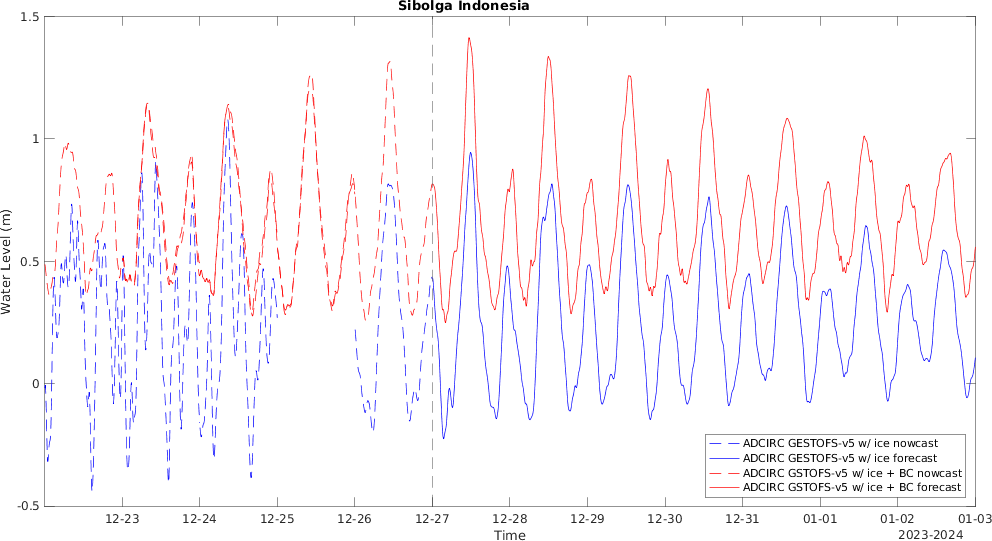 Sibolga Indonesia
1.5
1
0.5
0
-0.5
Water Level (m)
12-23
12-24
12-25
12-26
12-27
12-28
12-29
12-30
12-31
01-01
01-02
01-03
Time
2023-2024
ADCIRC GESTOFS-v5 w/ ice nowcast
ADCIRC GESTOFS-v5 w/ ice forecast
ADCIRC GSTOFS-v5 w/ ice + BC nowcast
ADCIRC GSTOFS-v5 w/ ice + BC forecast